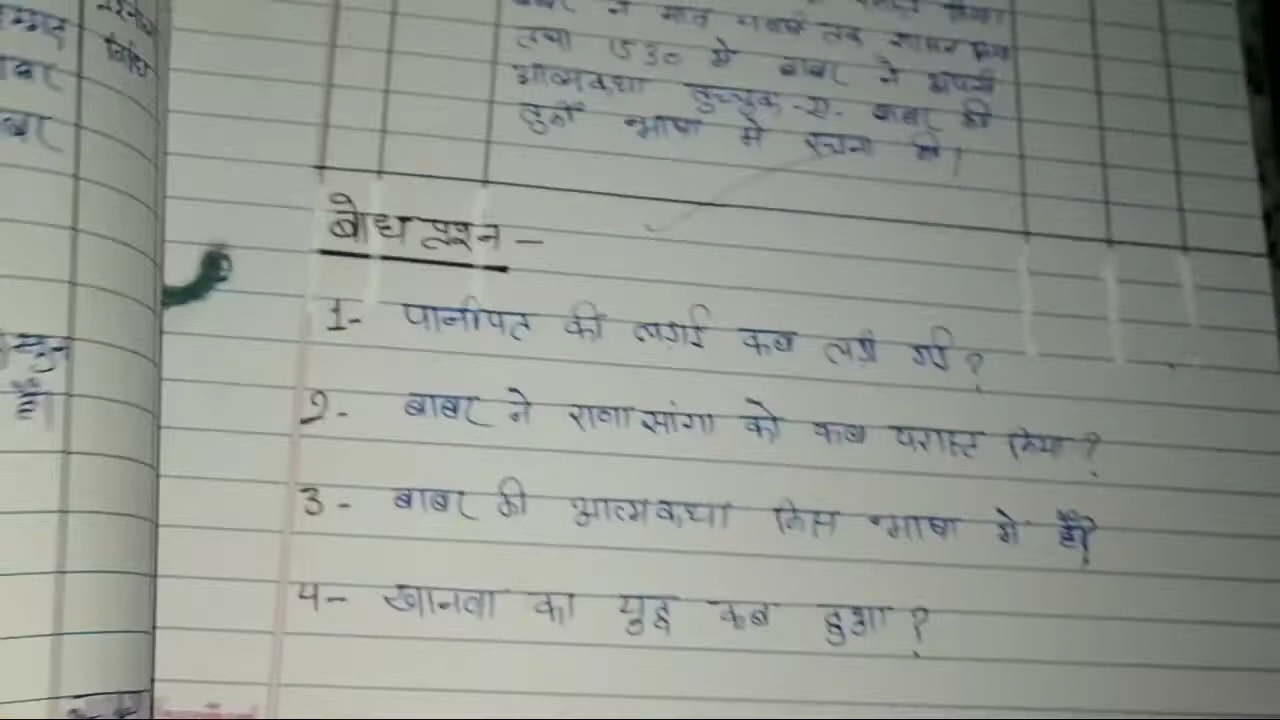 तथा 1530 में बाबर ने अपनी
आत्मकथा तुज्युक-ए-बाबर की
तुर्की भाषा में रचना की।
बोध प्रश्न -
1- पानीपत की लड़ाई कब लड़ी गई?
2- बाबर ने राणा सांगा को कब परास्त किया?
3- बाबर की आत्मकथा किस भाषा में है?
4- खानवा का युद्ध कब हुआ?